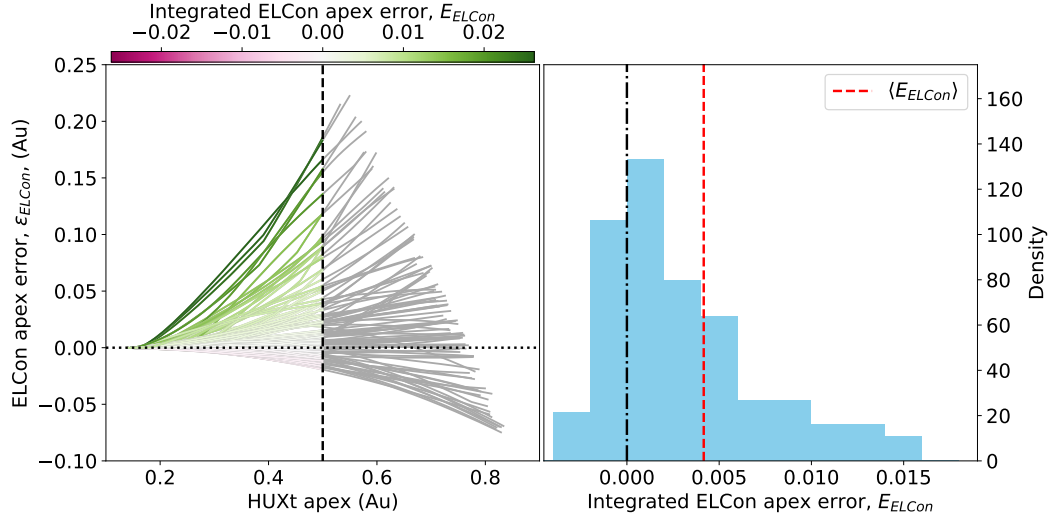 Integrated ELCon apex error, E_ELCon
−0.02 −0.01 0.00 0.01 0.02
0.25
0.20
0.15
0.10
0.05
0.00
−0.05
−0.10
ELCon apex error, ε_ELCon, (Au)
0.2 0.4 0.6 0.8
HUXt apex (Au)
⟨E_ELCon⟩
160
140
120
100
80
60
40
20
0
Density
0.000 0.005 0.010 0.015
Integrated ELCon apex error, E_ELCon